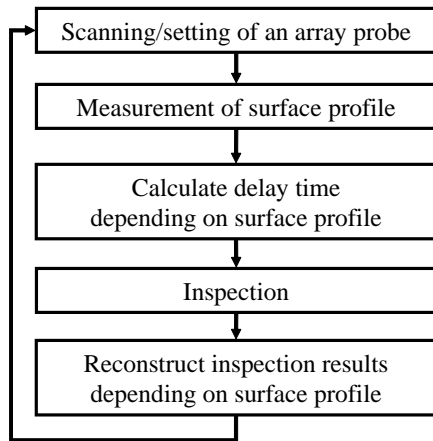 Scanning/setting of an array probe
Measurement of surface profile
Calculate delay time
depending on surface profile
Inspection
Reconstruct inspection results
depending on surface profile